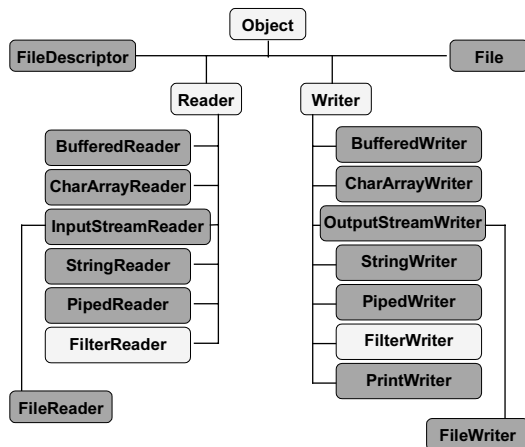 Object
FileDescriptor
File
Reader
Writer
BufferedReader
BufferedWriter
CharArrayReader
CharArrayWriter
InputStreamReader
OutputStreamWriter
StringReader
StringWriter
PipedReader
PipedWriter
FilterReader
FilterWriter
PrintWriter
FileReader
FileWriter